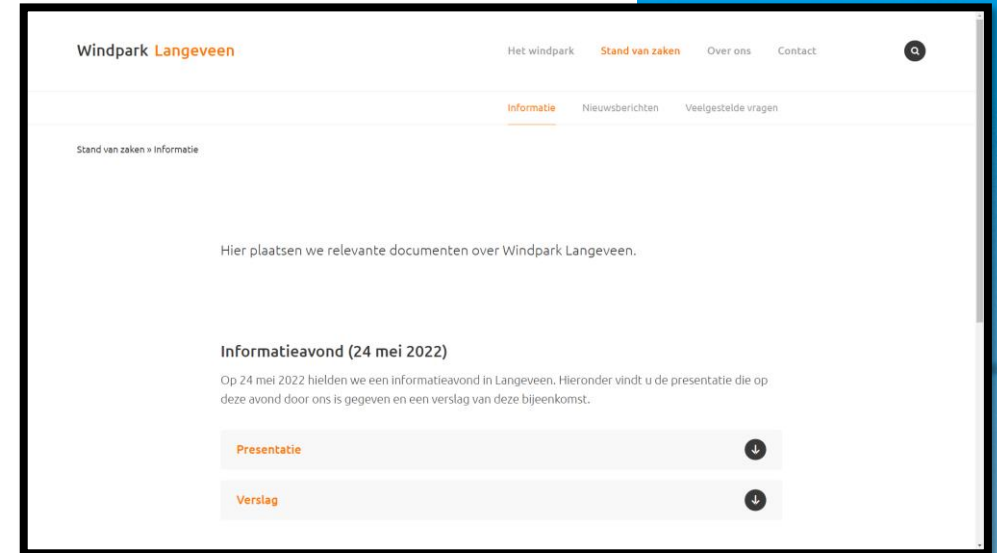 Windpark Langeveen
Het windpark Stand van zaken Over ons Contact
Informatie Nieuwsberichten Veelgestelde vragen
Stand van zaken » Informatie
Hier plaatsen we relevante documenten over Windpark Langeveen.
Informatieavond (24 mei 2022)
Op 24 mei 2022 hielden we een informatieavond in Langeveen. Hieronder vindt u de presentatie die op
deze avond door ons is gegeven en een verslag van deze bijeenkomst.
Presentatie
Verslag